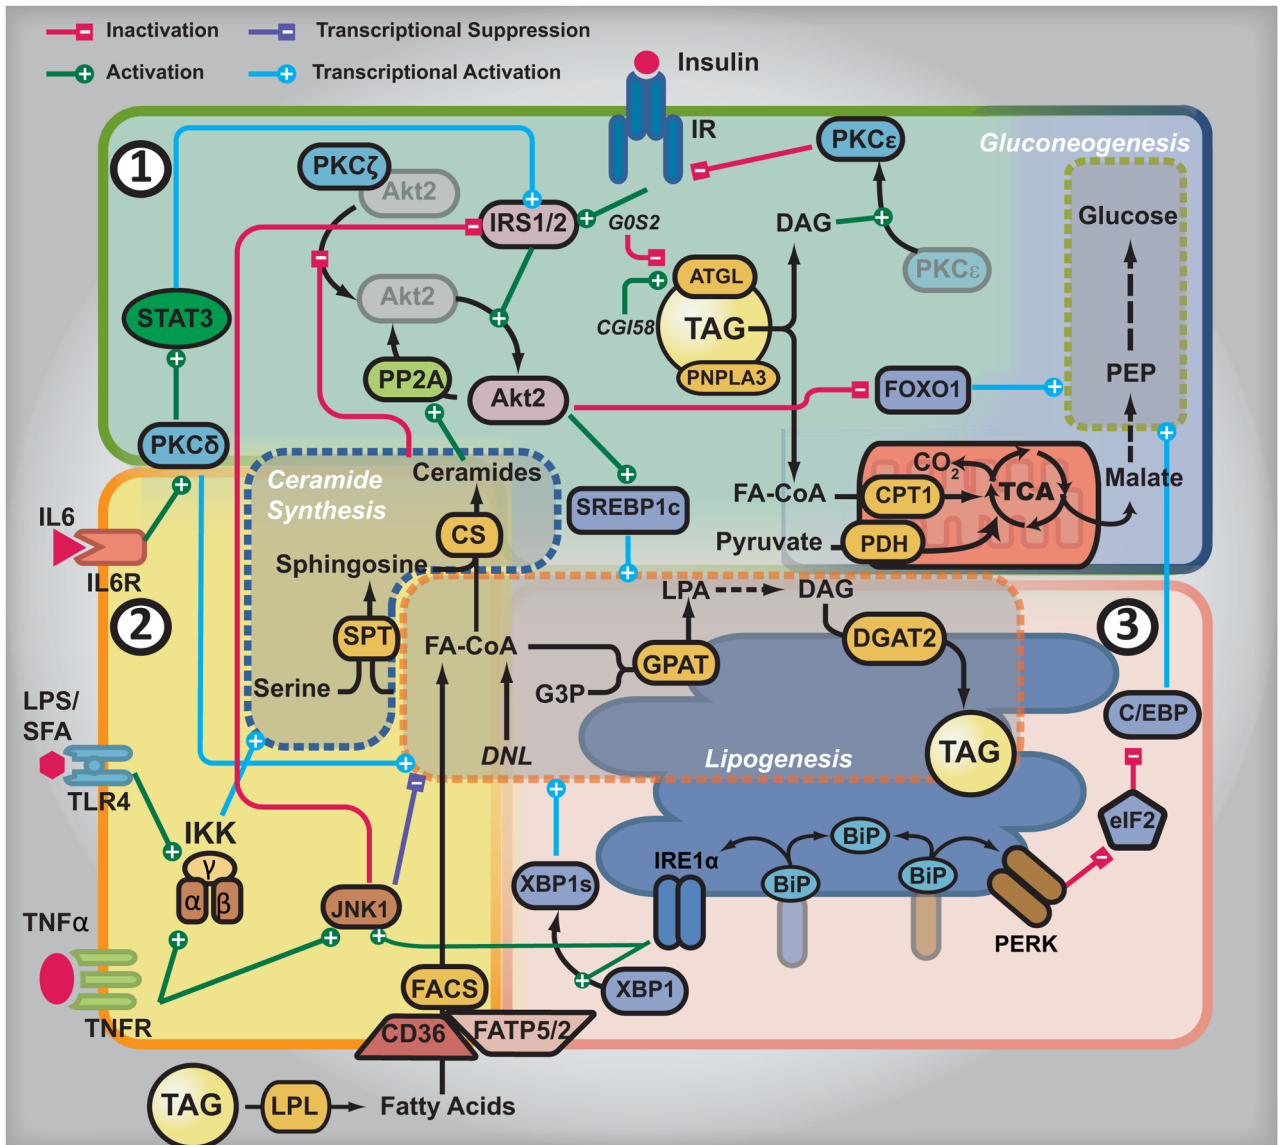 Inactivation
Transcriptional Suppression
Activation
Transcriptional Activation
Insulin
IR
PKCε
Gluconeogenesis
1
PKCζ
Akt2
IRS1/2
G0S2
DAG
PKCε
Glucose
ATGL
Akt2
STAT3
CGI58
TAG
PNPLA3
PP2A
Akt2
FOXO1
PEP
PKCδ
Ceramide
Synthesis
Ceramides
SREBP1c
FA-CoA
CO2
CPT1
TCA
Malate
IL6
IL6R
CS
Pyruvate
PDH
Sphingosine
2
LPA
DAG
3
SPT
FA-CoA
GPAT
DGAT2
Serine
G3P
C/EBP
LPS/
SFA
TLR4
DNL
Lipogenesis
TAG
IKK
γ
α
β
eIF2
BiP
IRE1α
BiP
BiP
XBP1s
JNK1
PERK
TNFα
TNFR
FACS
XBP1
CD36
FATP5/2
TAG
LPL
Fatty Acids